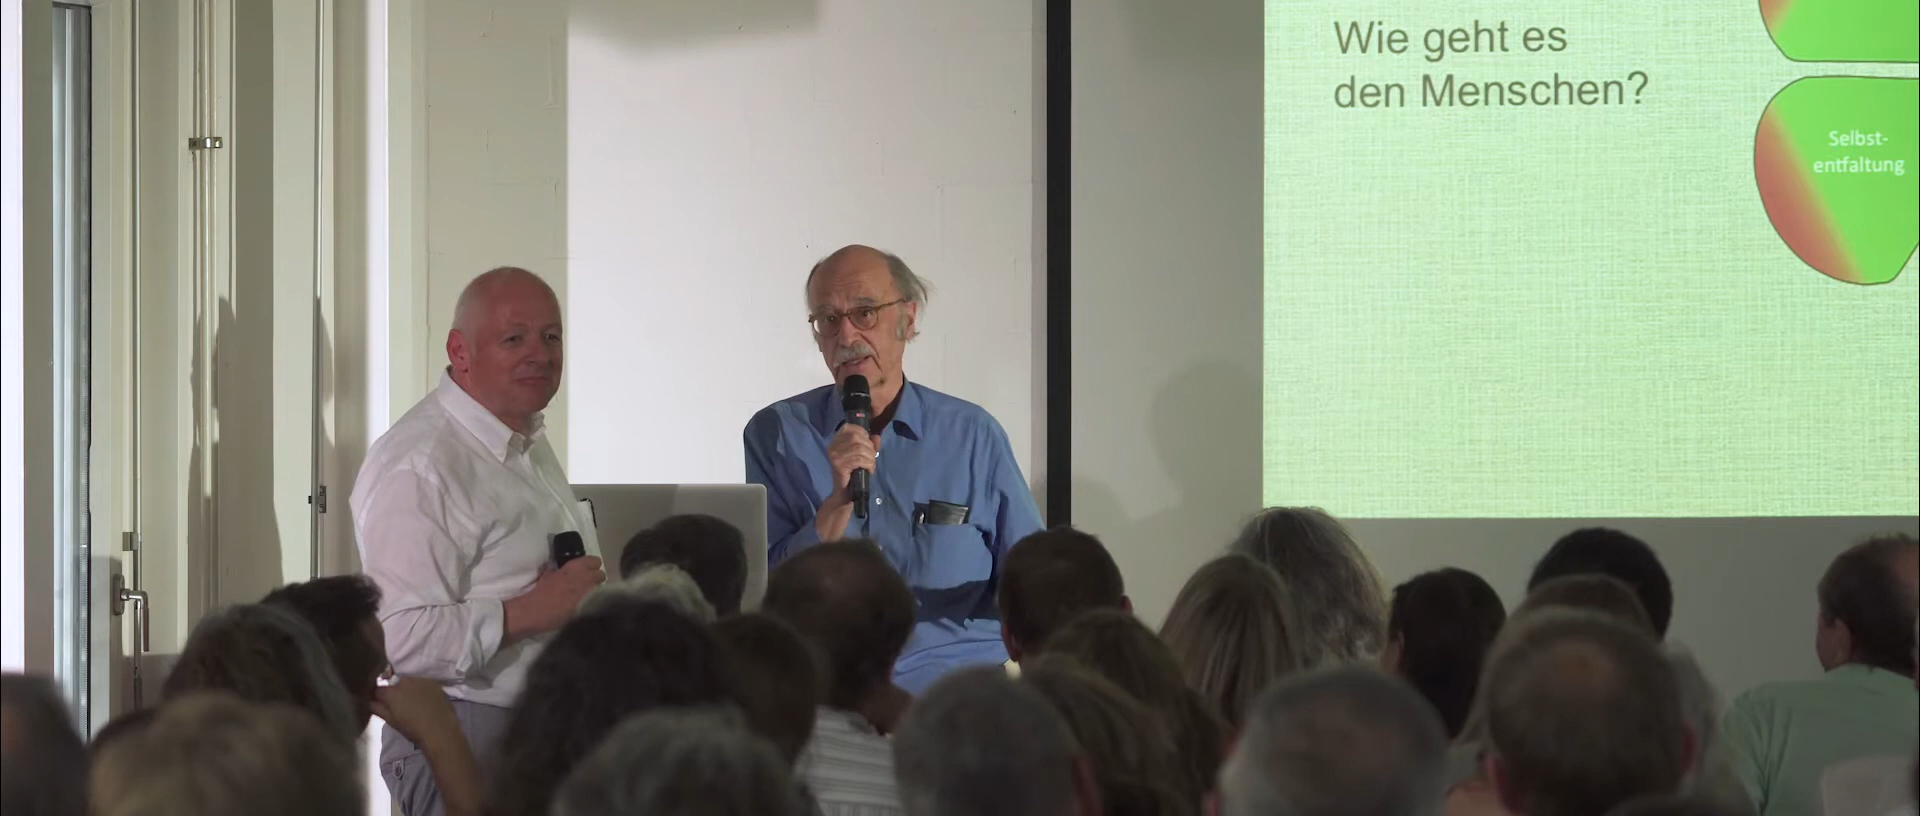 Wie geht es
den Menschen?
Selbst-
entfaltung